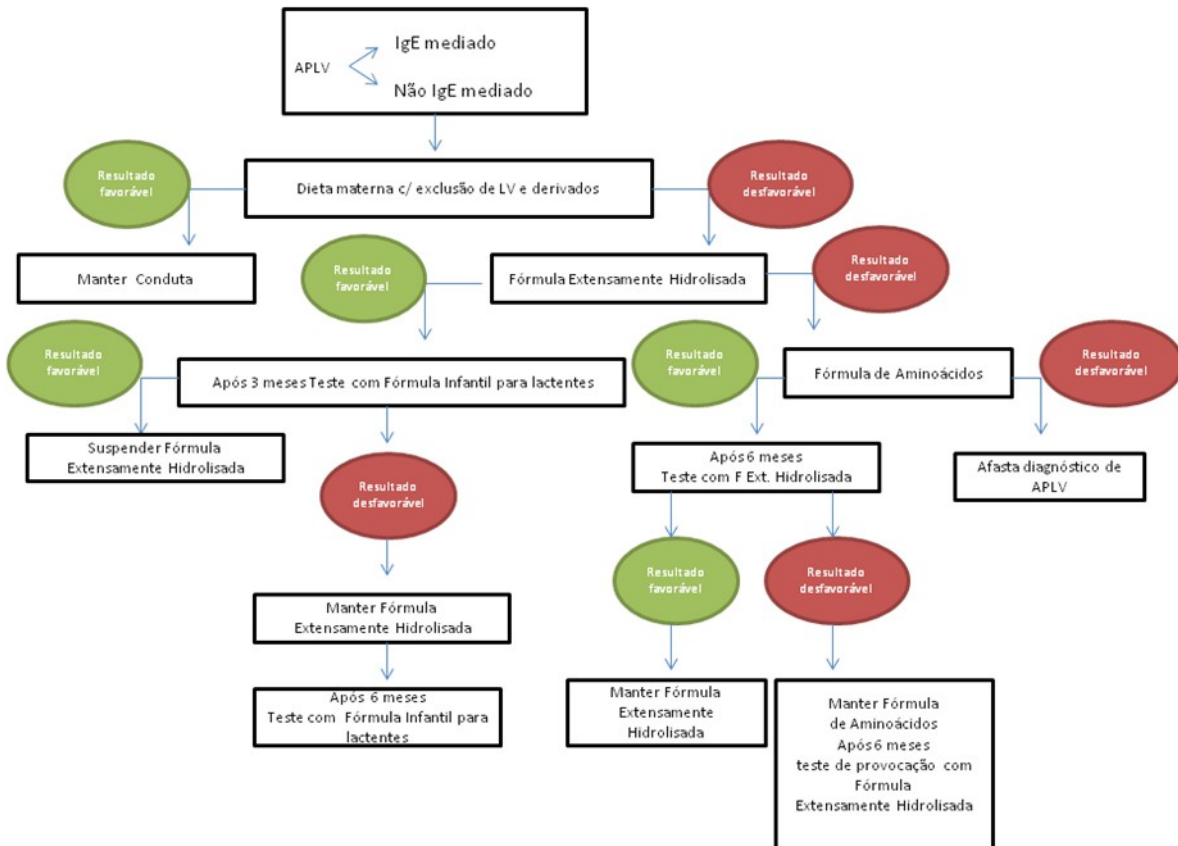 IgE mediado
APLV
Não IgE mediado
Resultado
favorável
Dieta materna c/ exclusão de LV e derivados
Resultado
desfavorável
Manter Conduta
Resultado
favorável
Fórmula Extensamente Hidrolisada
Resultado
desfavorável
Resultado
favorável
Após 3 meses Teste com Fórmula Infantil para lactentes
Resultado
favorável
Fórmula de Aminoácidos
Resultado
desfavorável
Suspender Fórmula
Extensamente Hidrolisada
Resultado
desfavorável
Após 6 meses
Teste com F Ext. Hidrolisada
Afasta diagnóstico de
APLV
Resultado
favorável
Resultado
desfavorável
Manter Fórmula
Extensamente Hidrolisada
Após 6 meses
Teste com Fórmula Infantil para
lactentes
Manter Fórmula
Extensamente
Hidrolisada
Manter Fórmula
de Aminoácidos
Após 6 meses
teste de provocação com
Fórmula
Extensamente Hidrolisada